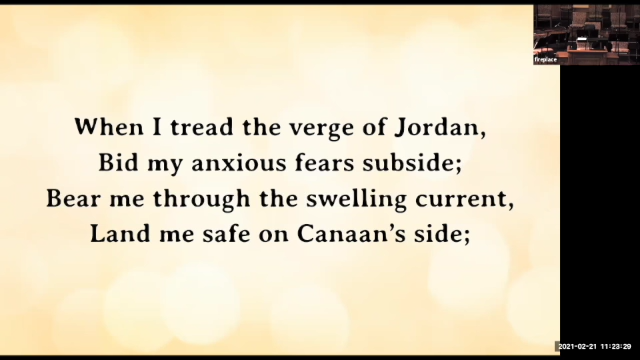 fireplace
When I tread the verge of Jordan,
Bid my anxious fears subside;
Bear me through the swelling current,
Land me safe on Canaan's side;
2021-02-21 11:23:29